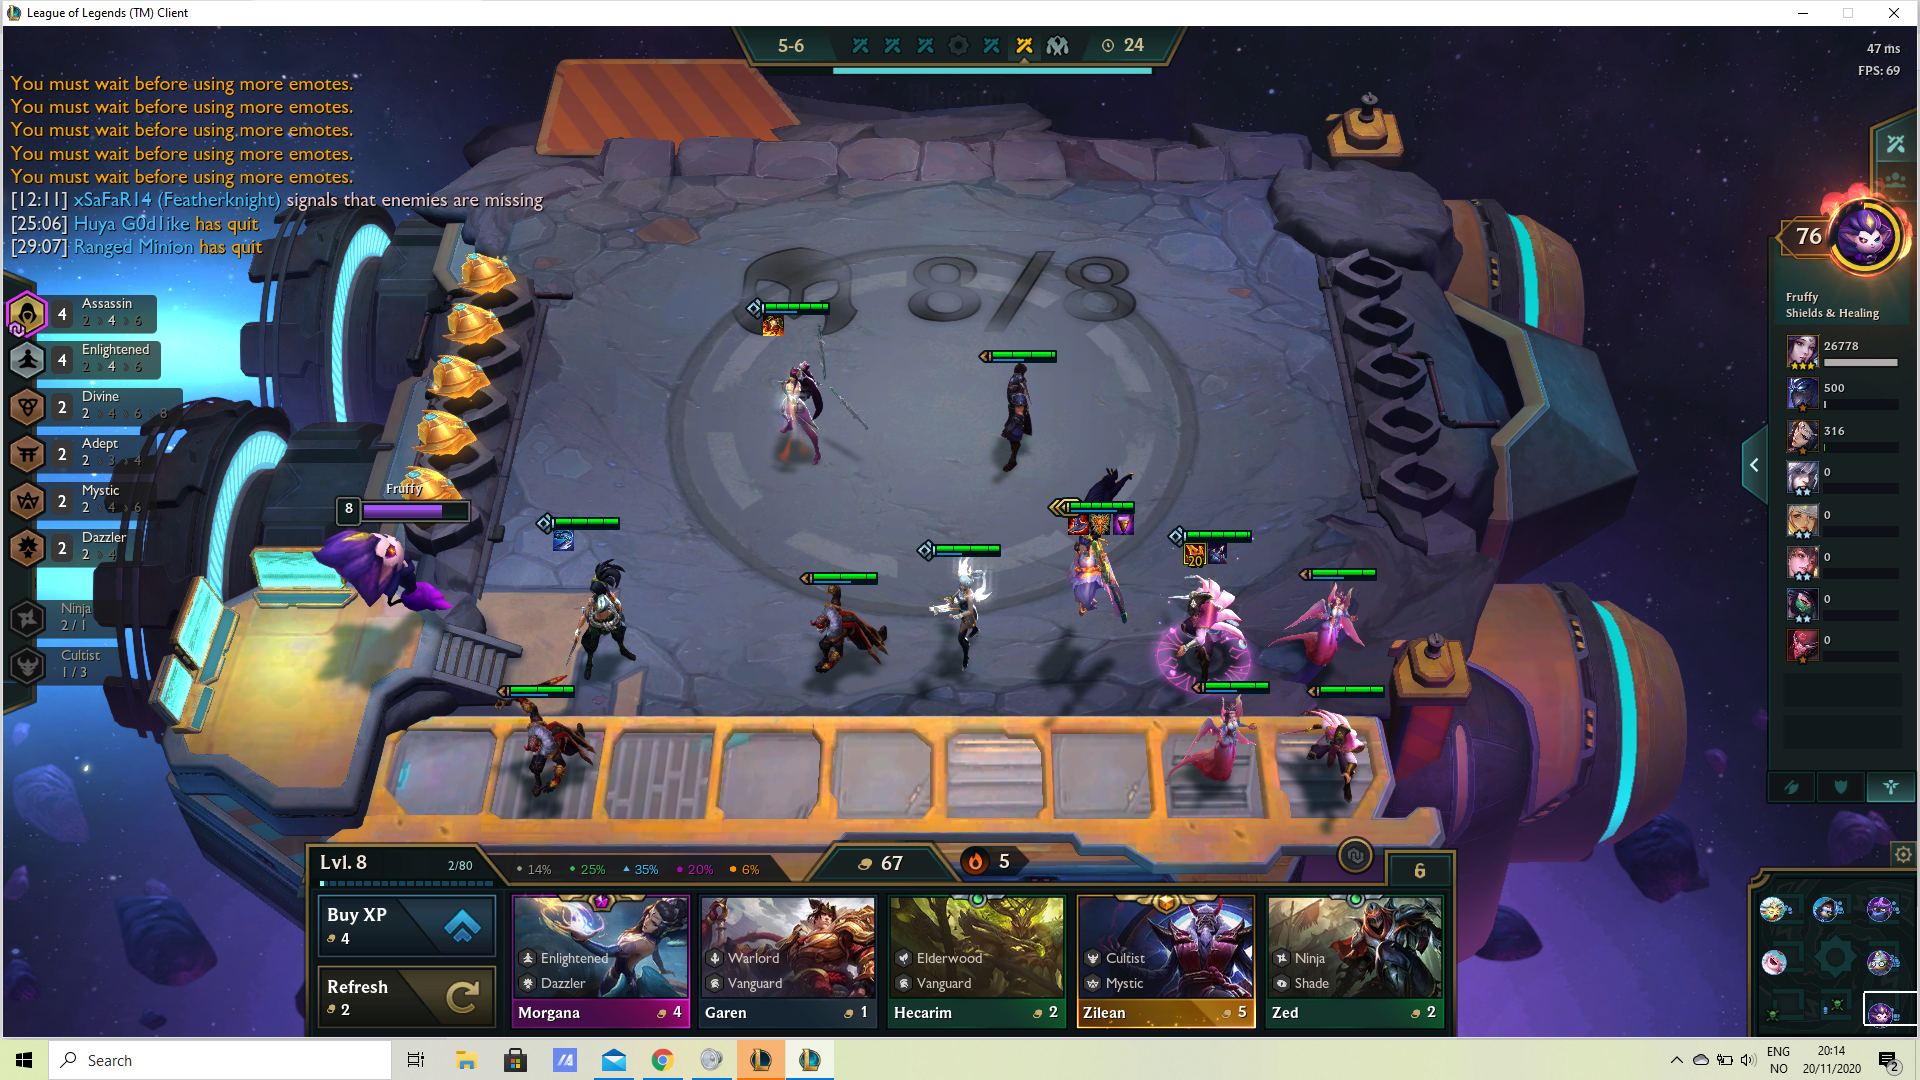 League of Legends (TM) Client
5-6
24
47 ms
FPS: 69
You must wait before using more emotes.
You must wait before using more emotes.
You must wait before using more emotes.
You must wait before using more emotes.
You must wait before using more emotes.
[12:11] xSaFaR14 (Featherknight) signals that enemies are missing
[25:06] Huya G0d1ike has quit
[29:07] Ranged Minion has quit
8/8
76
Fruffy
Shields & Healing
26778
500
316
0
0
0
0
0
4 Assassin
2 4 6
4 Enlightened
2 4 6
2 Divine
2 4 6 8
2 Adept
2 3 4
2 Mystic
2 4 6
2 Dazzler
2 4
Ninja
2 / 1
Cultist
1 / 3
Fruffy
8
120
Lvl. 8
2/80
14% 25% 35% 20% 6%
67
5
6
Buy XP
4
Refresh
2
Enlightened
Dazzler
Morgana 4
Warlord
Vanguard
Garen 1
Elderwood
Vanguard
Hecarim 2
Cultist
Mystic
Zilean 5
Ninja
Shade
Zed 2
Search
ENG
NO
20:14
20/11/2020
2